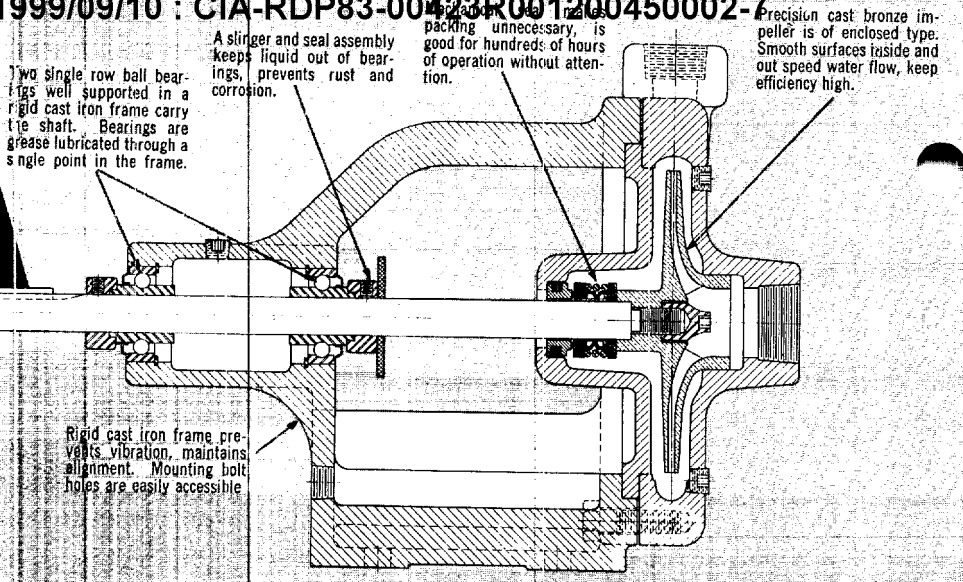 1999/09/10 : CIA-RDP83-00423R001200450002-7
Two single row ball bear-
ings well supported in a
rigid cast iron frame carry
the shaft. Bearings are
grease lubricated through a
single point in the frame.
A slinger and seal assembly
keeps liquid out of bear-
ings, prevents rust and
corrosion.
packing unnecessary, is
good for hundreds of hours
of operation without atten-
tion.
Precision cast bronze im-
peller is of enclosed type.
Smooth surfaces inside and
out speed water flow, keep
efficiency high.
Rigid cast iron frame pre-
vents vibration, maintains
alignment. Mounting bolt
holes are easily accessible